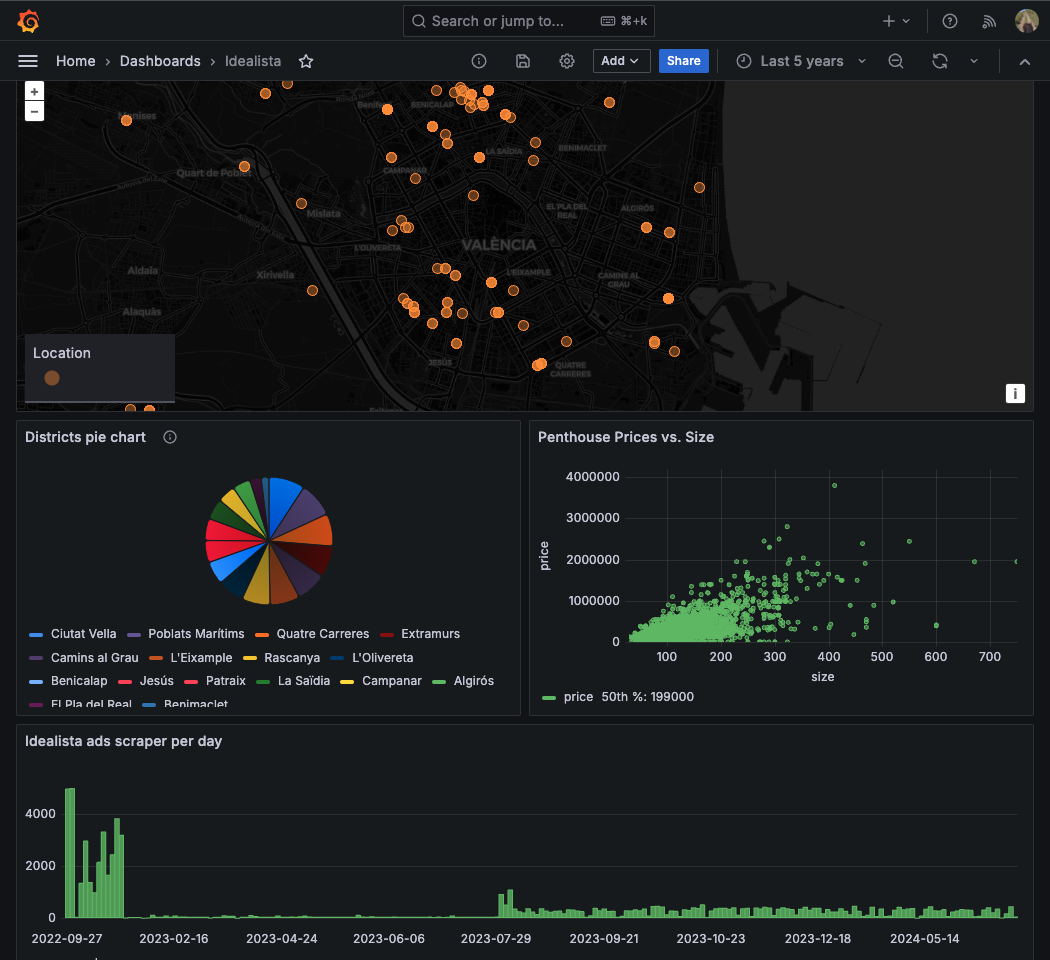 Search or jump to... ⌘+k
Home › Dashboards › Idealista
Add
Share
Last 5 years
+
−
BENICALAP
LA SAÏDIA
BENIMACLET
CAMPANAR
Quart de Poblet
EL PLA DEL
REAL
ALGIRÓS
Mislata
L'OLIVERETA
VALÈNCIA
Aldaia
Xirivella
L'EIXAMPLE
CAMINS AL
GRAU
Alaquàs
JESÚS
QUATRE
CARRERES
Location
i
Districts pie chart
Ciutat Vella Poblats Marítims Quatre Carreres Extramurs
Camins al Grau L'Eixample Rascanya L'Olivereta
Benicalap Jesús Patraix La Saïdia Campanar Algirós
El Pla del Real Benimaclet
Penthouse Prices vs. Size
4000000
3000000
2000000
1000000
0
price
100 200 300 400 500 600 700
size
price 50th %: 199000
Idealista ads scraper per day
4000
2000
0
2022-09-27 2023-02-16 2023-04-24 2023-06-06 2023-07-29 2023-09-21 2023-10-23 2023-12-18 2024-05-14